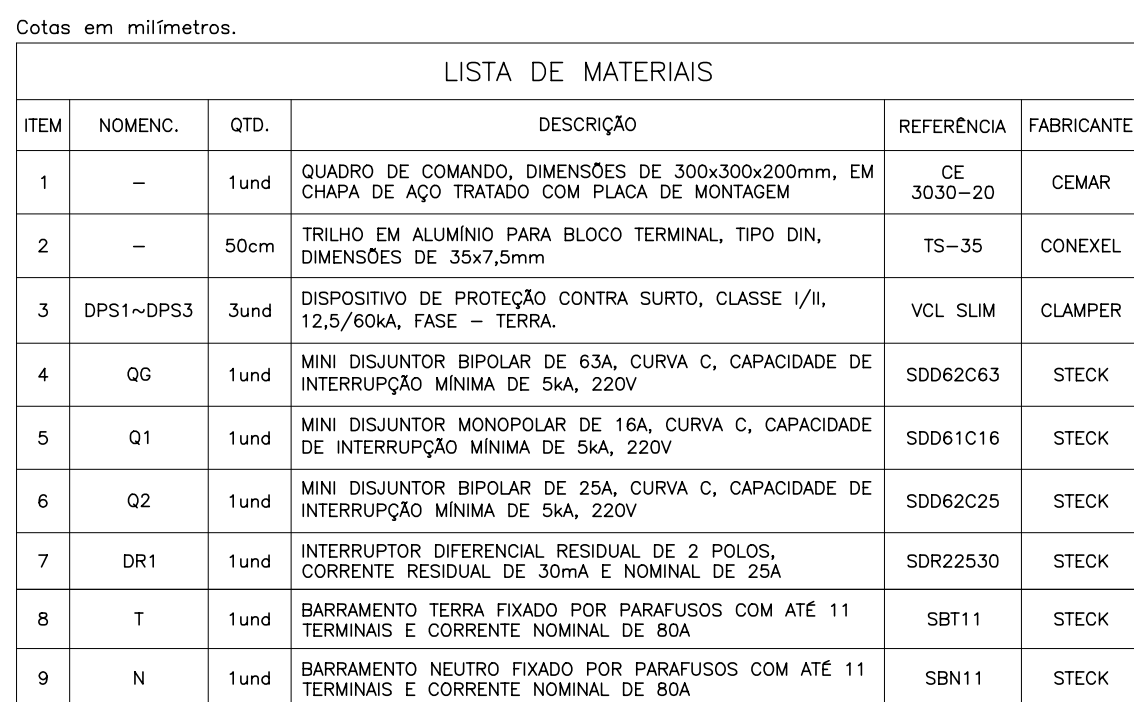 Cotas em milímetros.
LISTA DE MATERIAIS
ITEM NOMENC. QTD. DESCRIÇÃO REFERÊNCIA FABRICANTE
1 – 1und QUADRO DE COMANDO, DIMENSÕES DE 300x300x200mm, EM
CHAPA DE AÇO TRATADO COM PLACA DE MONTAGEM
CE
3030–20
CEMAR
2 – 50cm TRILHO EM ALUMÍNIO PARA BLOCO TERMINAL, TIPO DIN,
DIMENSÕES DE 35x7,5mm
TS–35 CONEXEL
3 DPS1~DPS3 3und DISPOSITIVO DE PROTEÇÃO CONTRA SURTO, CLASSE I/II,
12,5/60kA, FASE – TERRA.
VCL SLIM CLAMPER
4 QG 1und MINI DISJUNTOR BIPOLAR DE 63A, CURVA C, CAPACIDADE DE
INTERRUPÇÃO MÍNIMA DE 5kA, 220V
SDD62C63 STECK
5 Q1 1und MINI DISJUNTOR MONOPOLAR DE 16A, CURVA C, CAPACIDADE
DE INTERRUPÇÃO MÍNIMA DE 5kA, 220V
SDD61C16 STECK
6 Q2 1und MINI DISJUNTOR BIPOLAR DE 25A, CURVA C, CAPACIDADE DE
INTERRUPÇÃO MÍNIMA DE 5kA, 220V
SDD62C25 STECK
7 DR1 1und INTERRUPTOR DIFERENCIAL RESIDUAL DE 2 POLOS,
CORRENTE RESIDUAL DE 30mA E NOMINAL DE 25A
SDR22530 STECK
8 T 1und BARRAMENTO TERRA FIXADO POR PARAFUSOS COM ATÉ 11
TERMINAIS E CORRENTE NOMINAL DE 80A
SBT11 STECK
9 N 1und BARRAMENTO NEUTRO FIXADO POR PARAFUSOS COM ATÉ 11
TERMINAIS E CORRENTE NOMINAL DE 80A
SBN11 STECK